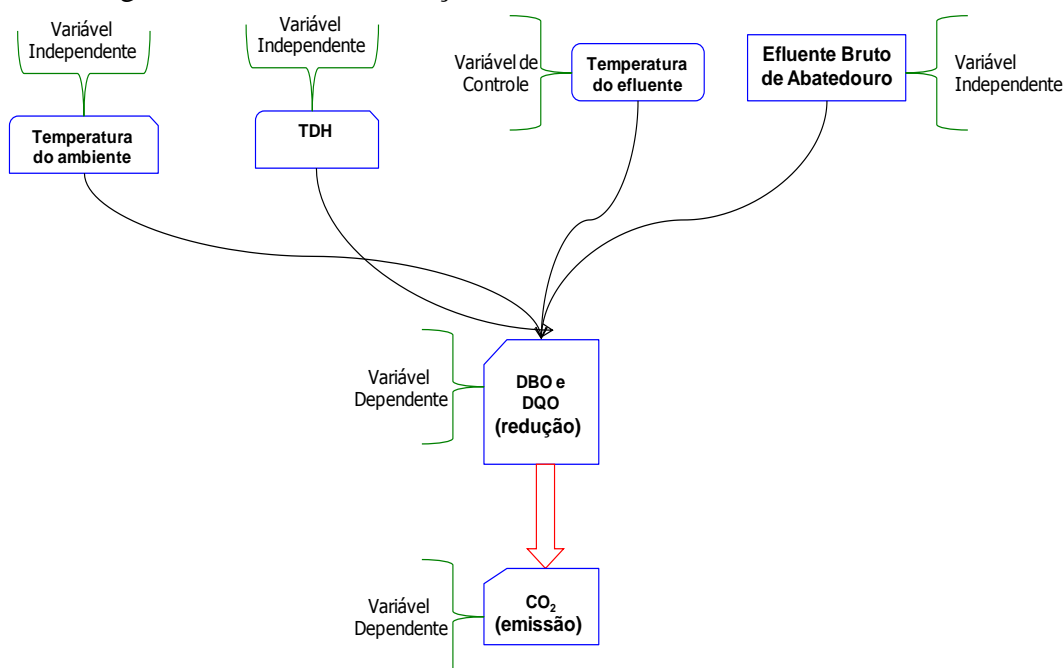 Variável
Independente
Variável
Independente
Variável de
Controle
Temperatura
do efluente
Efluente Bruto
de Abatedouro
Variável
Independente
Temperatura
do ambiente
TDH
Variável
Dependente
DBO e
DQO
(redução)
Variável
Dependente
CO₂
(emissão)